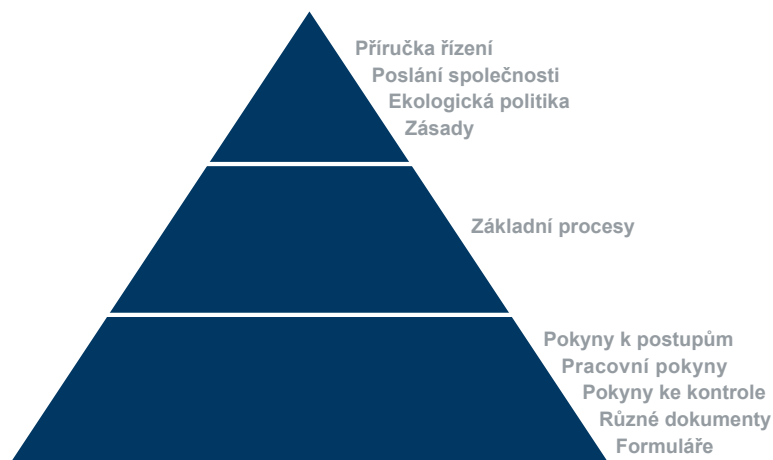 Příručka řízení
Poslání společnosti
Ekologická politika
Zásady
Základní procesy
Pokyny k postupům
Pracovní pokyny
Pokyny ke kontrole
Různé dokumenty
Formuláře